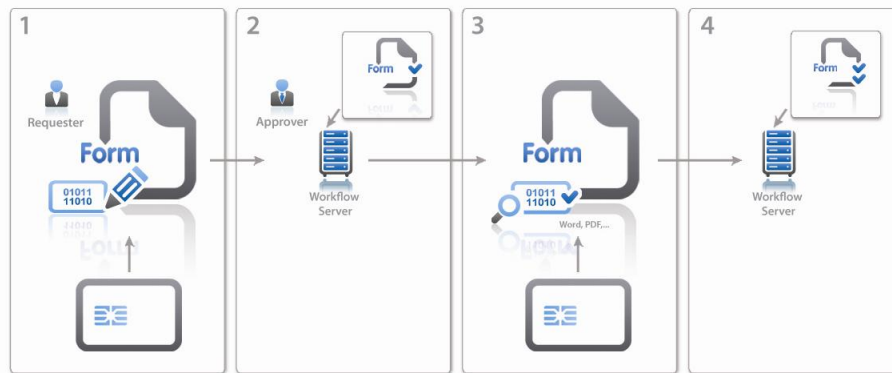 1
2
3
4
Requester
Form
01011
11010
Approver
Form
Workflow
Server
Form
01011
11010
Word, PDF,...
Form
Workflow
Server